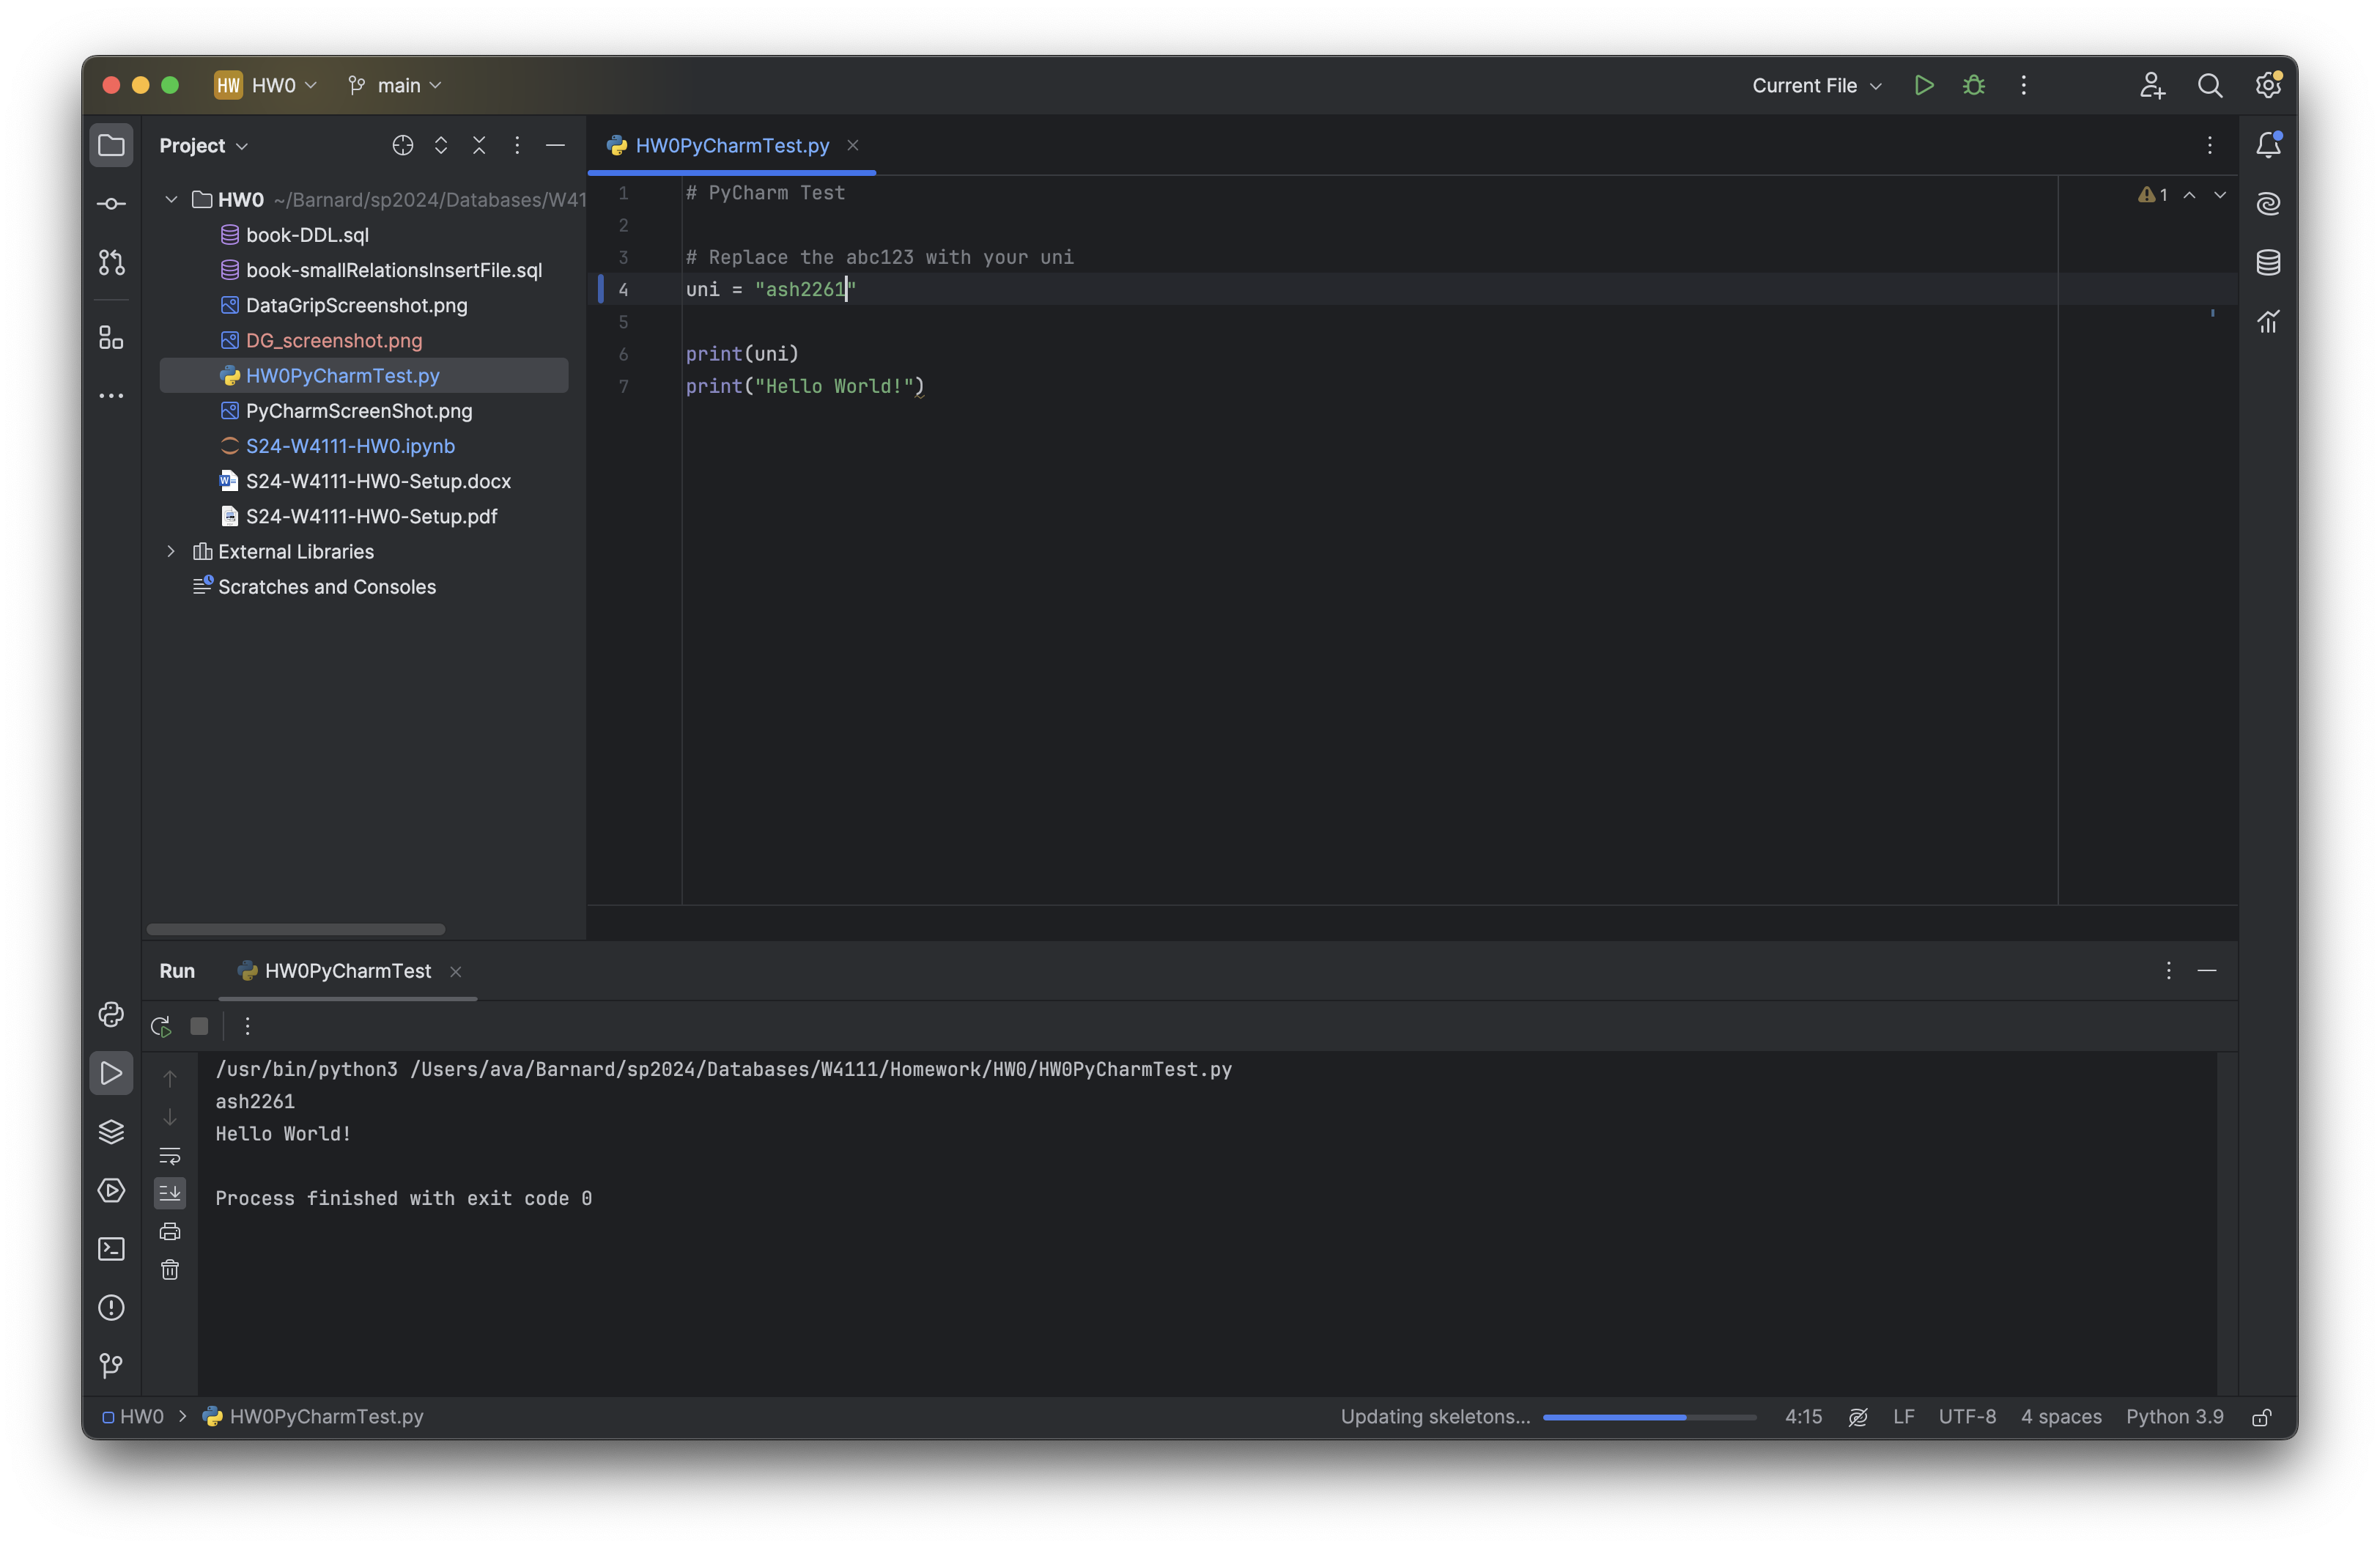 HW HW0 main Current File
Project
HW0 ~/Barnard/sp2024/Databases/W41
book-DDL.sql
book-smallRelationsInsertFile.sql
DataGripScreenshot.png
DG_screenshot.png
HW0PyCharmTest.py
PyCharmScreenShot.png
S24-W4111-HW0.ipynb
S24-W4111-HW0-Setup.docx
S24-W4111-HW0-Setup.pdf
External Libraries
Scratches and Consoles
HW0PyCharmTest.py
1 # PyCharm Test
2
3 # Replace the abc123 with your uni
4 uni = "ash2261"
5
6 print(uni)
7 print("Hello World!")
1
Run HW0PyCharmTest
/usr/bin/python3 /Users/ava/Barnard/sp2024/Databases/W4111/Homework/HW0/HW0PyCharmTest.py
ash2261
Hello World!
Process finished with exit code 0
HW0 HW0PyCharmTest.py Updating skeletons... 4:15 LF UTF-8 4 spaces Python 3.9